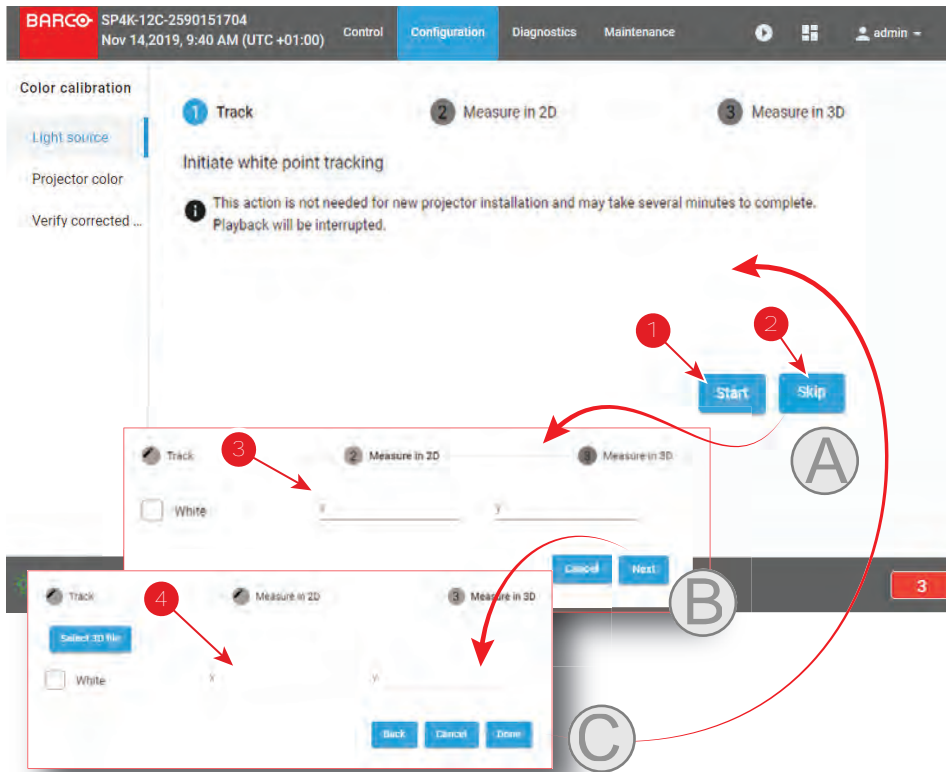 BARCO
SP4K-12C-2590151704
Nov 14,2019, 9:40 AM (UTC +01:00)
Control
Configuration
Diagnostics
Maintenance
admin
Color calibration
Light source
Projector color
Verify corrected ...
1 Track
2 Measure in 2D
3 Measure in 3D
Initiate white point tracking
This action is not needed for new projector installation and may take several minutes to complete.
Playback will be interrupted.
1
2
Start
Skip
A
Track
3
2 Measure in 2D
3 Measure in 3D
White
x
y
Cancel
Next
B
3
Track
4
Measure in 2D
3 Measure in 3D
Select 3D file
White
x
y
Back
Cancel
Done
C